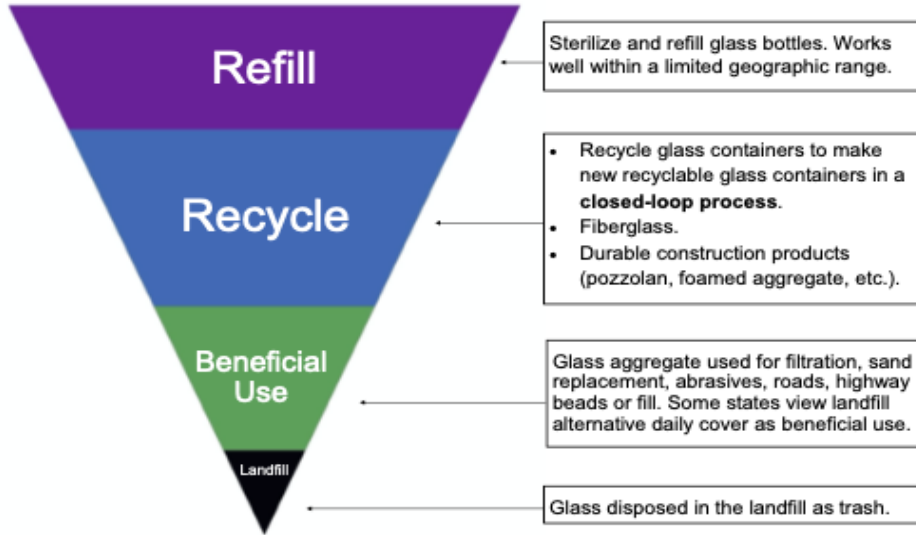 Refill
Sterilize and refill glass bottles. Works
well within a limited geographic range.
Recycle
• Recycle glass containers to make
new recyclable glass containers in a
closed-loop process.
• Fiberglass.
• Durable construction products
(pozzolan, foamed aggregate, etc.).
Beneficial
Use
Glass aggregate used for filtration, sand
replacement, abrasives, roads, highway
beads or fill. Some states view landfill
alternative daily cover as beneficial use.
Landfill
Glass disposed in the landfill as trash.